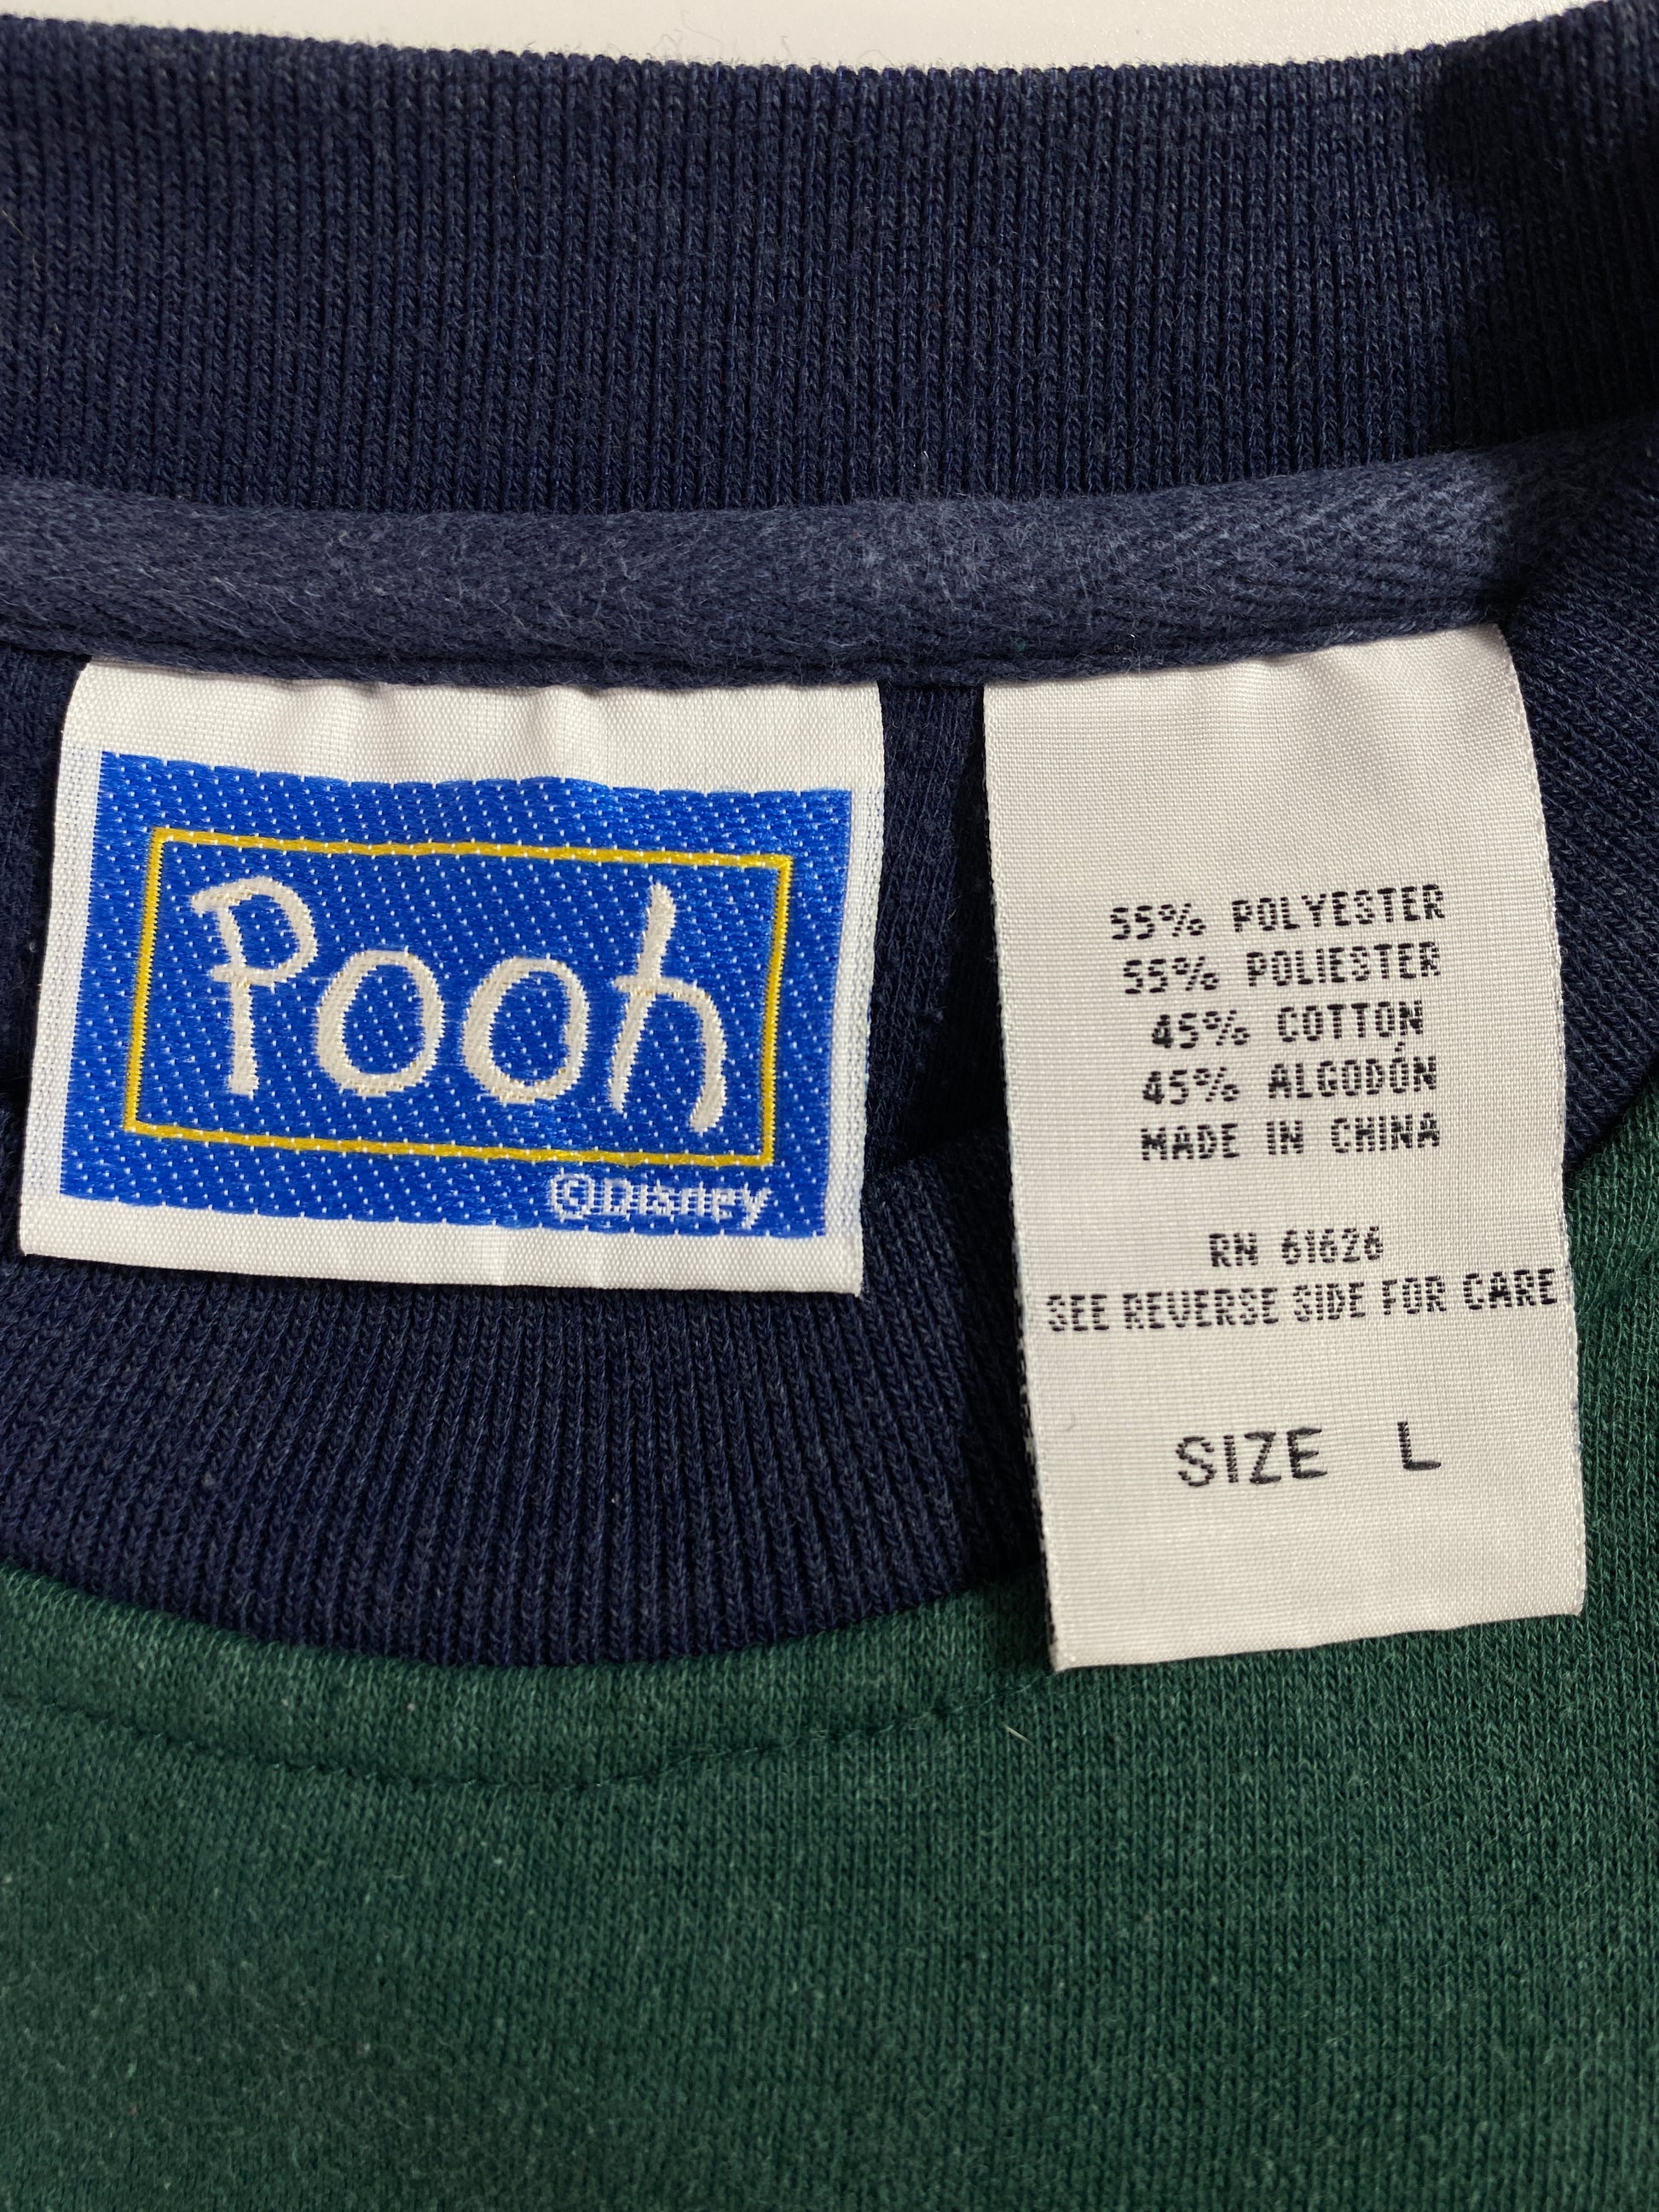 Pooh
©Disney
55% POLYESTER
55% POLIESTER
45% COTTON
45% ALGODÓN
MADE IN CHINA
RN 61626
SEE REVERSE SIDE FOR CARE
SIZE L